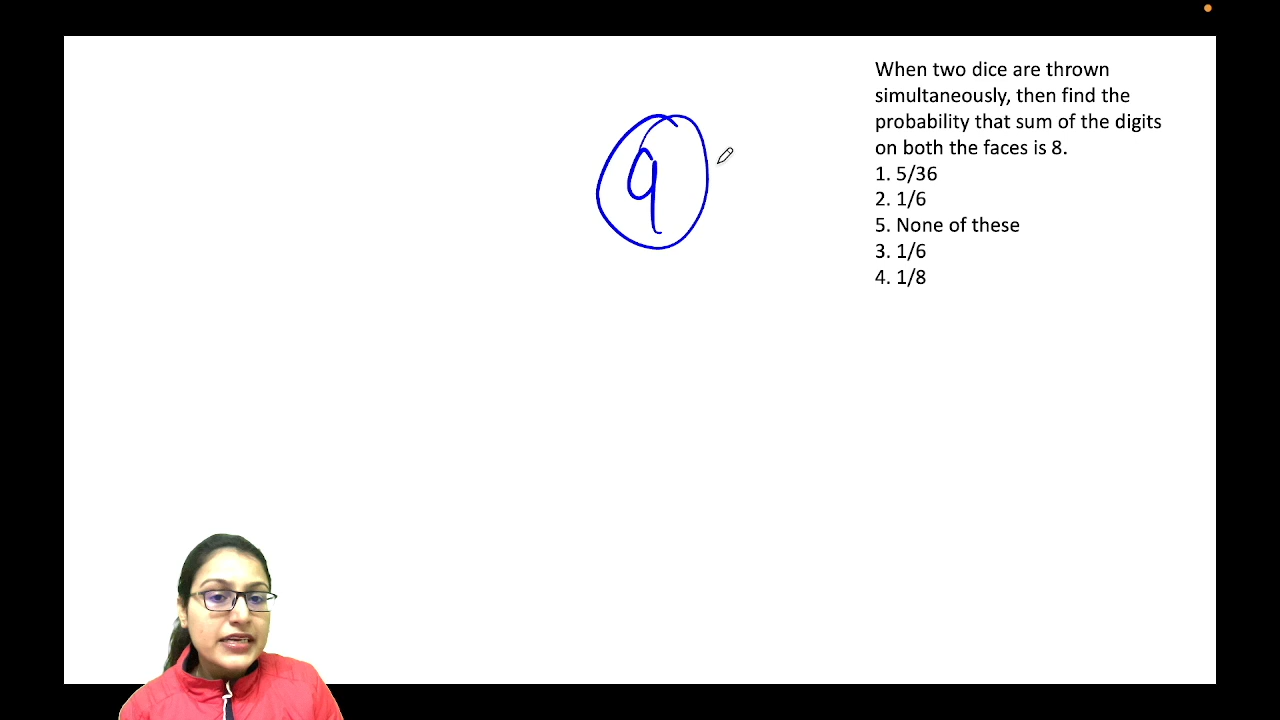 9
When two dice are thrown
simultaneously, then find the
probability that sum of the digits
on both the faces is 8.
1. 5/36
2. 1/6
5. None of these
3. 1/6
4. 1/8